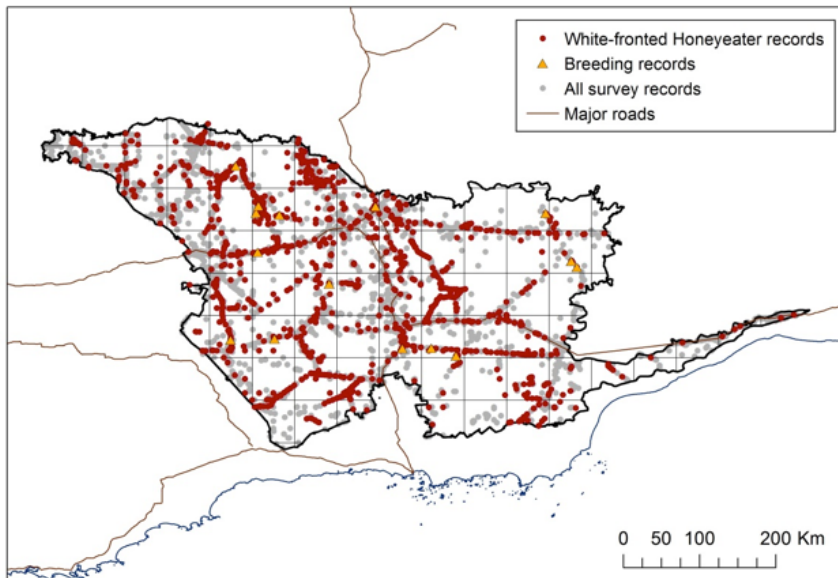 White-fronted Honeyeater records
Breeding records
All survey records
Major roads
0 50 100 200 Km